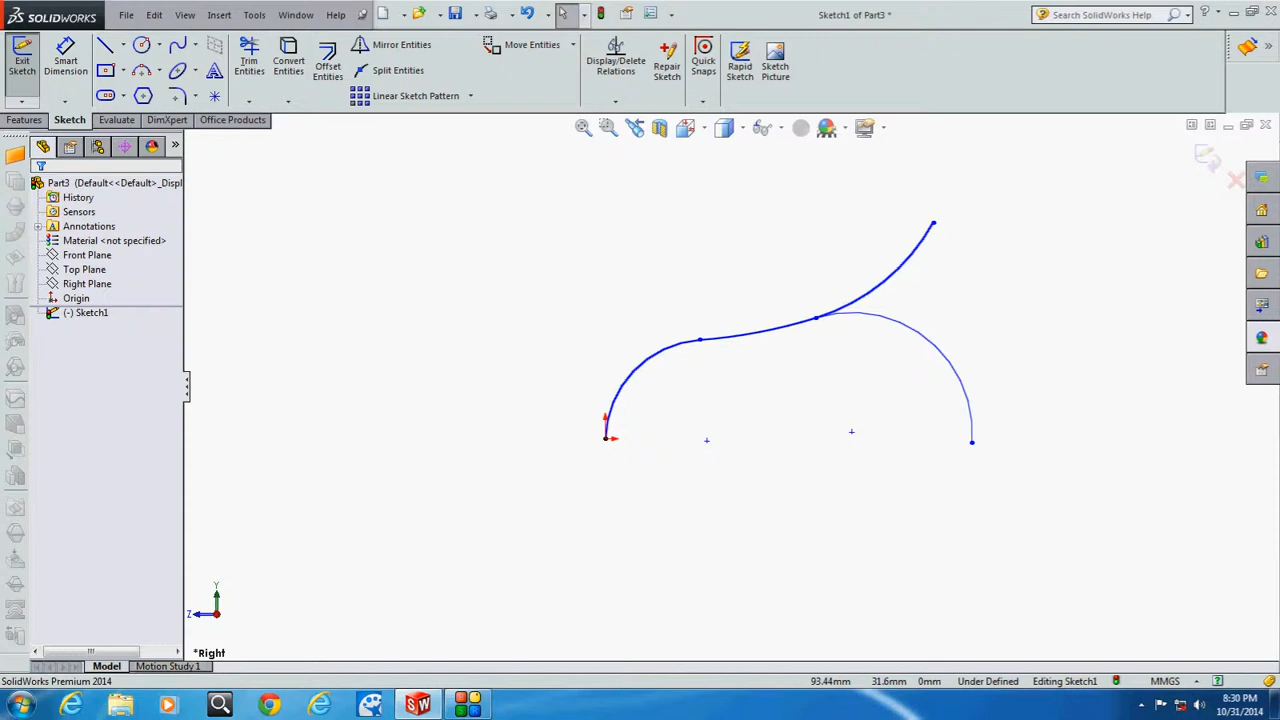 SOLIDWORKS
File Edit View Insert Tools Window Help
Sketch1 of Part3 *
Search SolidWorks Help
Exit Sketch
Smart Dimension
Trim Entities
Convert Entities
Offset Entities
Mirror Entities
Split Entities
Linear Sketch Pattern
Move Entities
Display/Delete Relations
Repair Sketch
Quick Snaps
Rapid Sketch
Sketch Picture
Features Sketch Evaluate DimXpert Office Products
Part3 (Default<<Default>_Displ
History
Sensors
Annotations
Material <not specified>
Front Plane
Top Plane
Right Plane
Origin
(-) Sketch1
Y
Z
*Right
Model Motion Study 1
SolidWorks Premium 2014
93.44mm 31.6mm 0mm Under Defined Editing Sketch1 MMGS
8:30 PM
10/31/2014